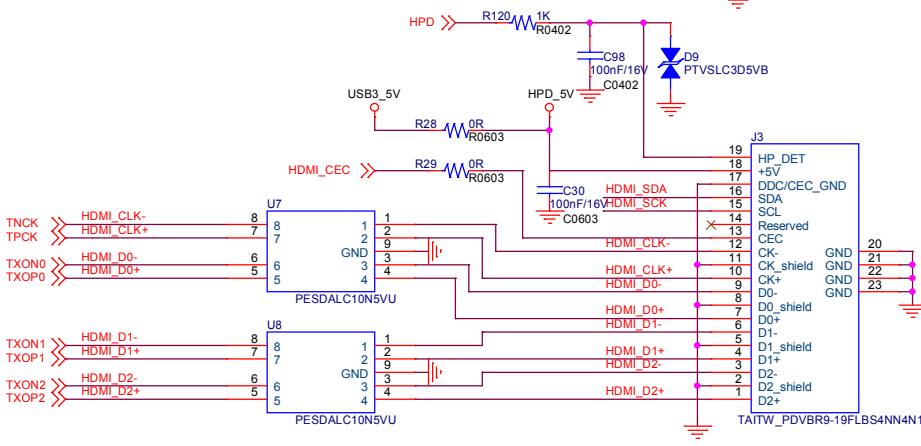 HPD
R120
1K
R0402
C98
100nF/16V
C0402
D9
PTVSLC3D5VB
USB3_5V
HPD_5V
R28
0R
R0603
HDMI_CEC
R29
0R
R0603
C30
100nF/16V
C0603
HDMI_SDA
HDMI_SCK
J3
19 HP_DET
18 +5V
17 DDC/CEC_GND
16 SDA
15 SCL
14 Reserved
13 CEC
HDMI_CLK- 12 CK-
11 CK_shield
HDMI_CLK+ 10 CK+
HDMI_D0- 9 D0-
8 D0_shield
HDMI_D0+ 7 D0+
HDMI_D1- 6 D1-
5 D1_shield
HDMI_D1+ 4 D1+
HDMI_D2- 3 D2-
2 D2_shield
HDMI_D2+ 1 D2+
GND 20
GND 21
GND 22
GND 23
TAITW_PDVBR9-19FLBS4NN4N1
U7
TNCK HDMI_CLK- 8 8 1 1
TPCK HDMI_CLK+ 7 7 2 2
GND 9
TXON0 HDMI_D0- 6 6 3 3
TXOP0 HDMI_D0+ 5 5 4 4
PESDALC10N5VU
U8
TXON1 HDMI_D1- 8 8 1 1
TXOP1 HDMI_D1+ 7 7 2 2
GND 9
TXON2 HDMI_D2- 6 6 3 3
TXOP2 HDMI_D2+ 5 5 4 4
PESDALC10N5VU